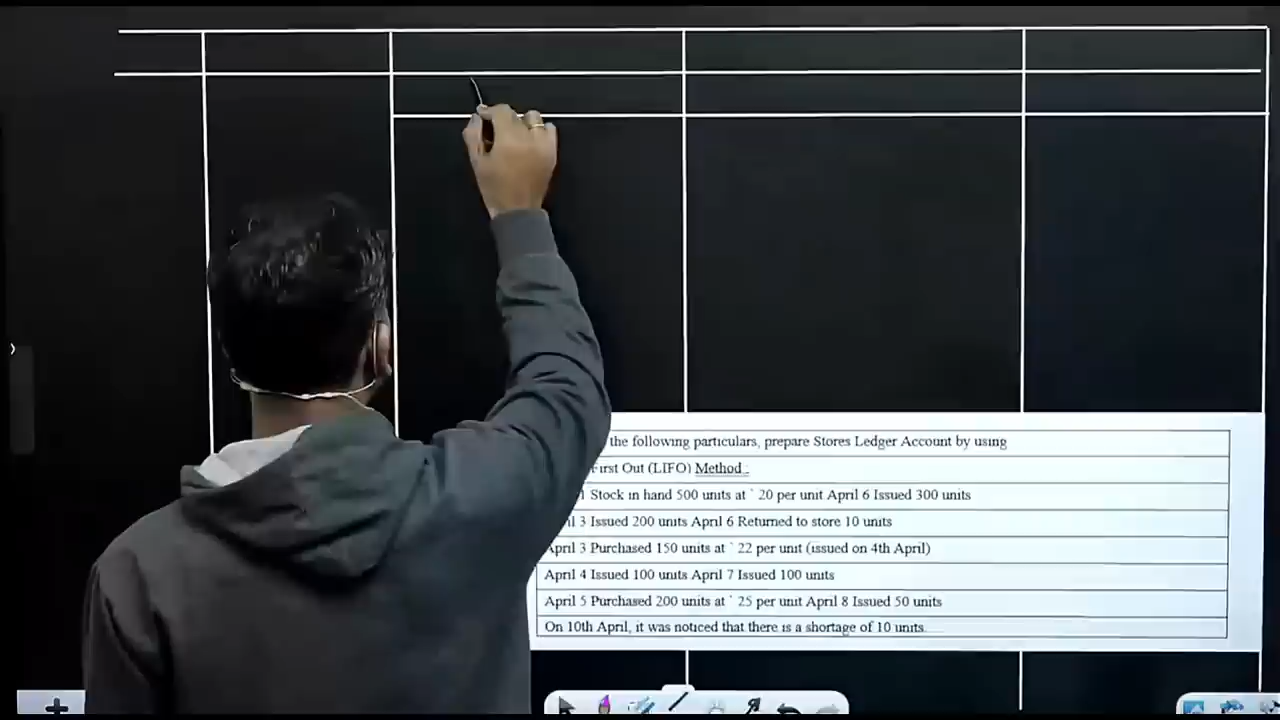 the following particulars, prepare Stores Ledger Account by using
First Out (LIFO) Method :
1 Stock in hand 500 units at ` 20 per unit April 6 Issued 300 units
3 Issued 200 units April 6 Returned to store 10 units
April 3 Purchased 150 units at ` 22 per unit (issued on 4th April)
April 4 Issued 100 units April 7 Issued 100 units
April 5 Purchased 200 units at ` 25 per unit April 8 Issued 50 units
On 10th April, it was noticed that there is a shortage of 10 units.